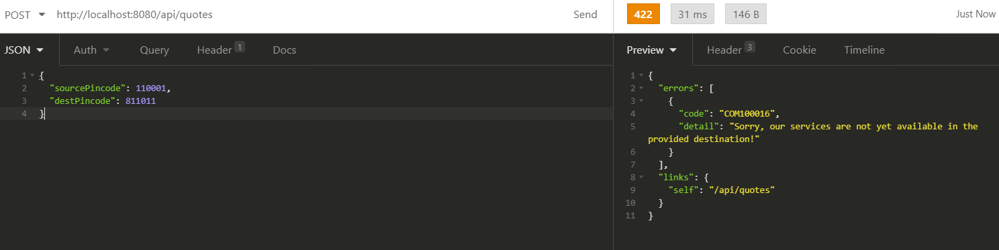 POST http://localhost:8080/api/quotes Send 422 31 ms 146 B Just Now
JSON Auth Query Header 1 Docs Preview Header 3 Cookie Timeline
1 {
2 "sourcePincode": 110001,
3 "destPincode": 811011
4 }
1 {
2 "errors": [
3 {
4 "code": "COM100016",
5 "detail": "Sorry, our services are not yet available in the
provided destination!"
6 }
7 ],
8 "links": {
9 "self": "/api/quotes"
10 }
11 }